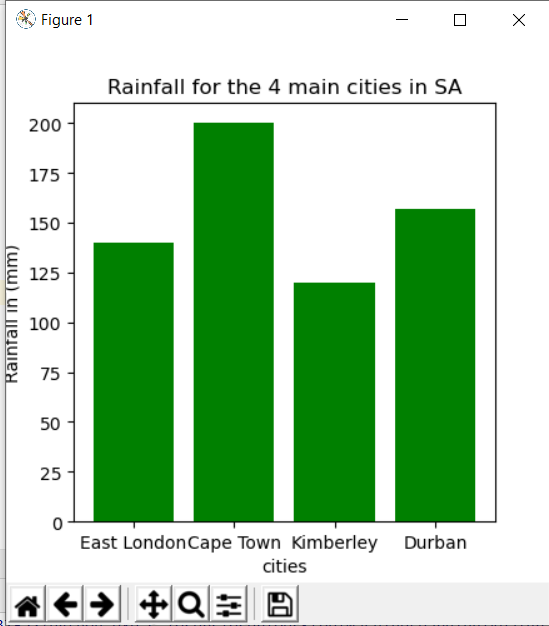 Figure 1
Rainfall for the 4 main cities in SA
200
175
150
125
100
75
50
25
0
Rainfall in (mm)
East London Cape Town Kimberley Durban
cities